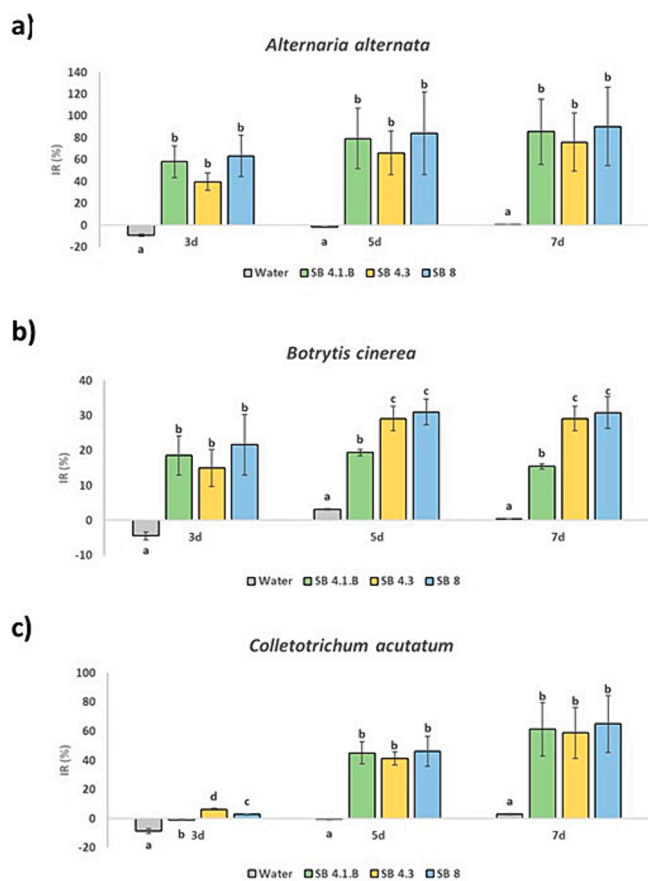 a)
Alternaria alternata
140
120
100
80
60
40
20
0
-20
IR (%)
a b b b
a b b b
a b b b
3d 5d 7d
Water SB 4.1.B SB 4.3 SB 8
b)
Botrytis cinerea
40
30
20
10
0
-10
IR (%)
a b b b
a b c c
a b c c
3d 5d 7d
Water SB 4.1.B SB 4.3 SB 8
c)
Colletotrichum acutatum
100
80
60
40
20
0
-20
IR (%)
a b d c
a b b b
a b b b
3d 5d 7d
Water SB 4.1.B SB 4.3 SB 8